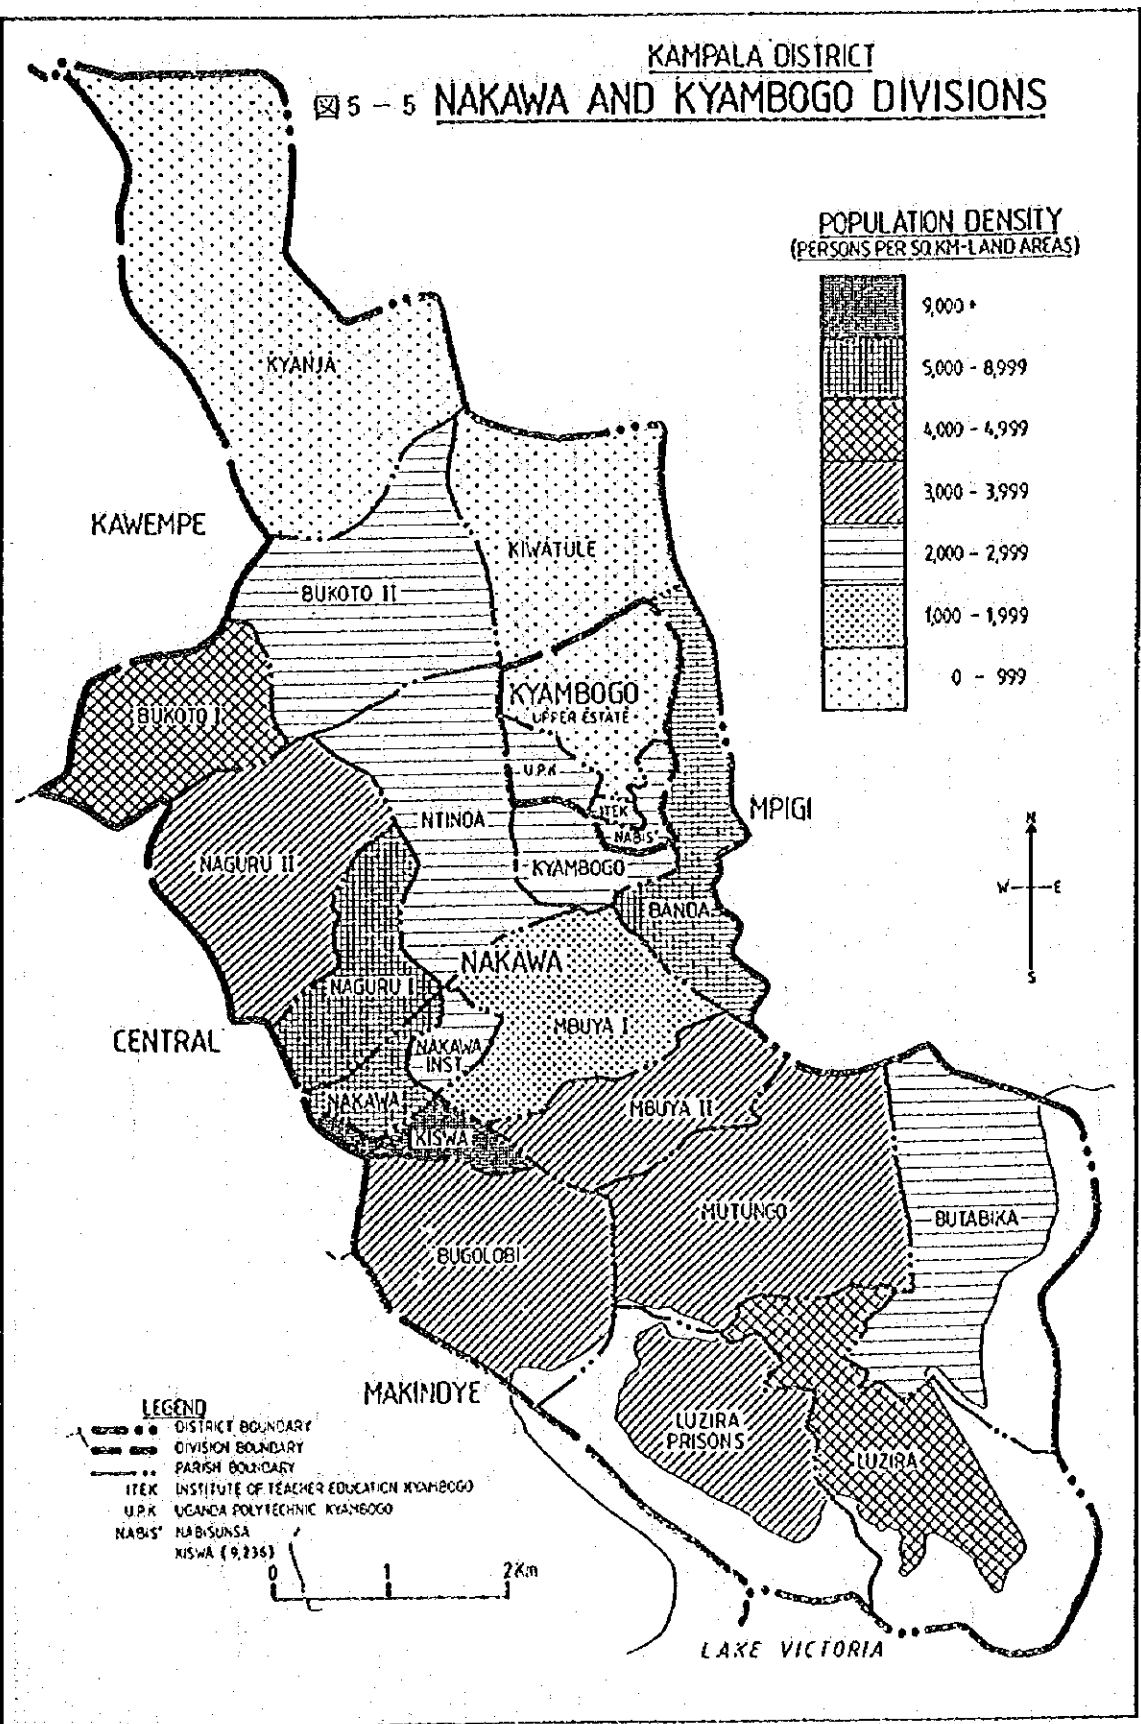 KAMPALA DISTRICT
図5-5 NAKAWA AND KYAMBOGO DIVISIONS
POPULATION DENSITY
(PERSONS PER SQ.KM-LAND AREAS)
9,000+
5,000 - 8,999
4,000 - 4,999
3,000 - 3,999
2,000 - 2,999
1,000 - 1,999
0 - 999
KYANJA
KAWEMPE
KIWATULE
BUKOTO II
KYAMBOGO
UPPER ESTATE
BUKOTO I
U.P.K
MPIGI
ITEK
NTINDA
NABIS'
NAGURU II
KYAMBOGO
N
W E
S
BANDA
NAKAWA
NAGURU I
MBUYA I
CENTRAL
NAKAWA
INST.
NAKAWA
MBUYA II
KISWA
MUTUNGO
BUTABIKA
BUGOLOBI
MAKINDYE
LUZIRA
PRISONS
LUZIRA
LEGEND
DISTRICT BOUNDARY
DIVISION BOUNDARY
PARISH BOUNDARY
ITEK INSTITUTE OF TEACHER EDUCATION KYAMBOGO
U.P.K UGANDA POLYTECHNIC KYAMBOGO
NABIS' NABISUNSA
KISWA (9,236)
0 1 2Km
LAKE VICTORIA